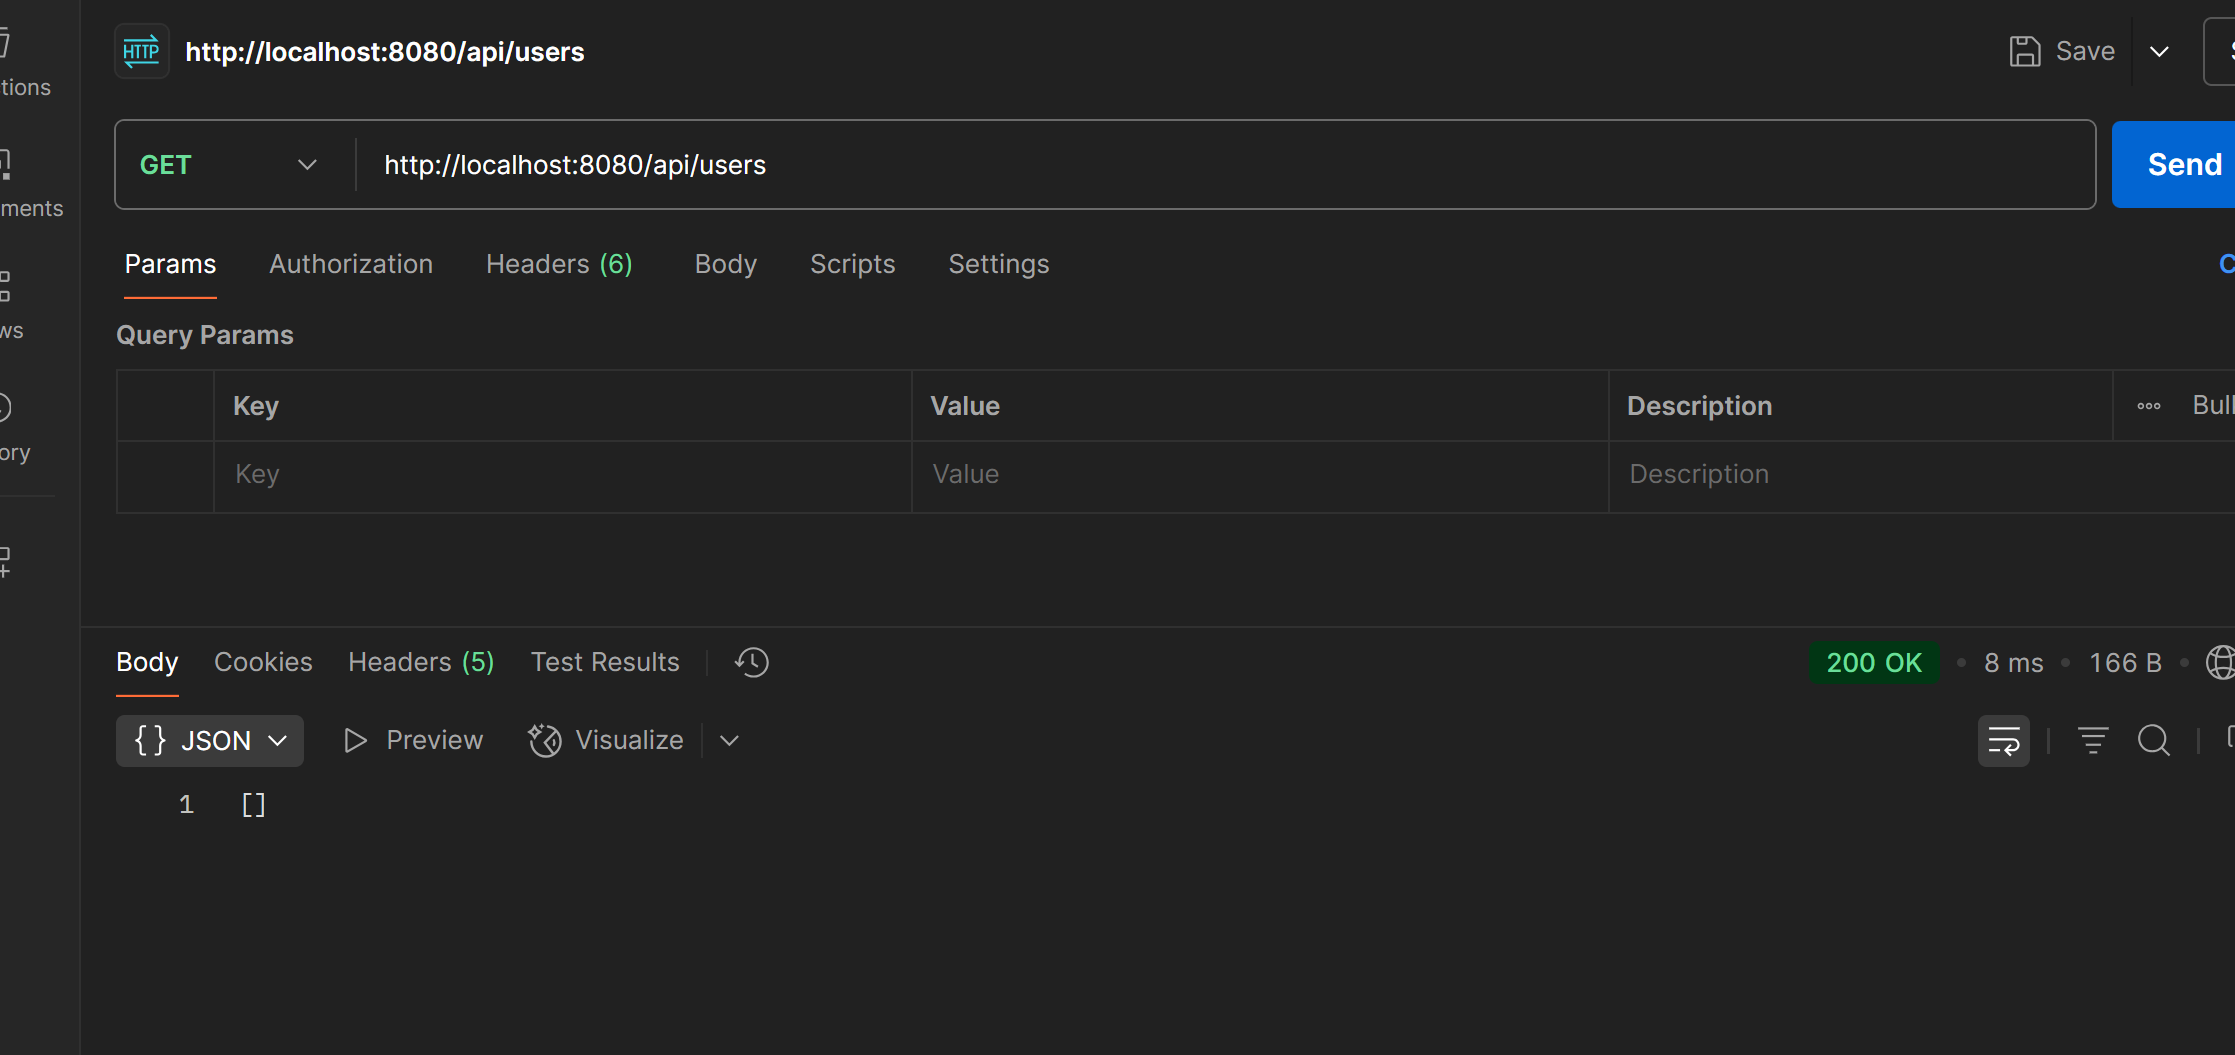 HTTP http://localhost:8080/api/users
Save
tions
GET http://localhost:8080/api/users
Send
ments
Params Authorization Headers (6) Body Scripts Settings
ws
Query Params
Key Value Description Bull
Key Value Description
ory
Body Cookies Headers (5) Test Results 200 OK • 8 ms • 166 B
{} JSON Preview Visualize
1 []